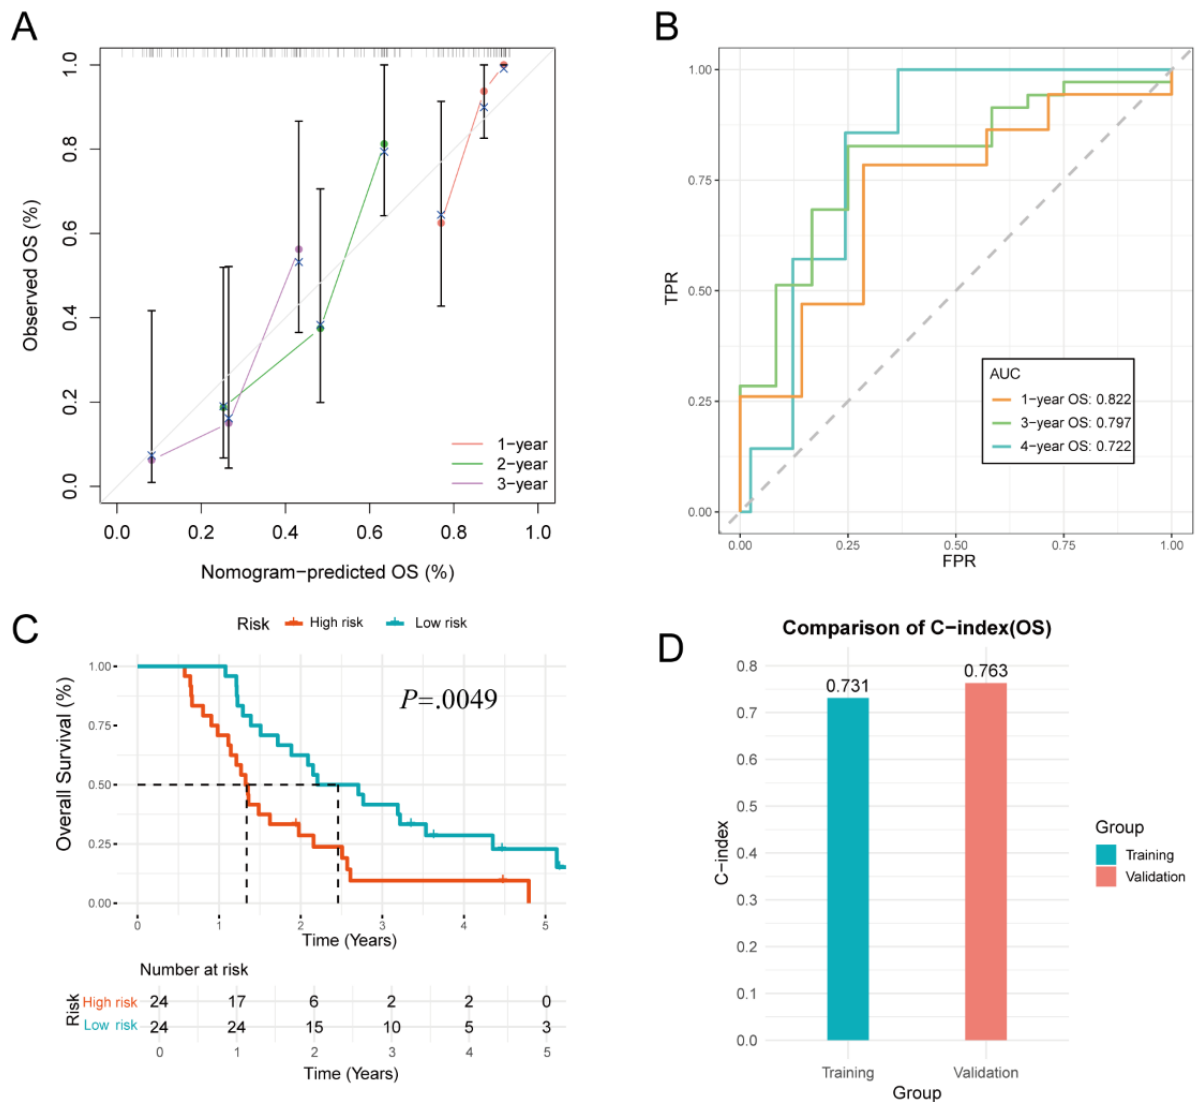 A
1.0
0.8
0.6
0.4
0.2
0.0
Observed OS (%)
1-year
2-year
3-year
0.0 0.2 0.4 0.6 0.8 1.0
Nomogram-predicted OS (%)
B
1.00
0.75
0.50
0.25
0.00
TPR
AUC
1-year OS: 0.822
3-year OS: 0.797
4-year OS: 0.722
0.00 0.25 0.50 0.75 1.00
FPR
C
Risk High risk Low risk
1.00
0.75
0.50
0.25
0.00
Overall Survival (%)
P=.0049
0 1 2 3 4 5
Time (Years)
Number at risk
Risk
High risk 24 17 6 2 2 0
Low risk 24 24 15 10 5 3
0 1 2 3 4 5
Time (Years)
D
Comparison of C-index(OS)
0.8
0.7
0.6
0.5
0.4
0.3
0.2
0.1
0.0
C-index
0.731
0.763
Training Validation
Group
Group
Training
Validation